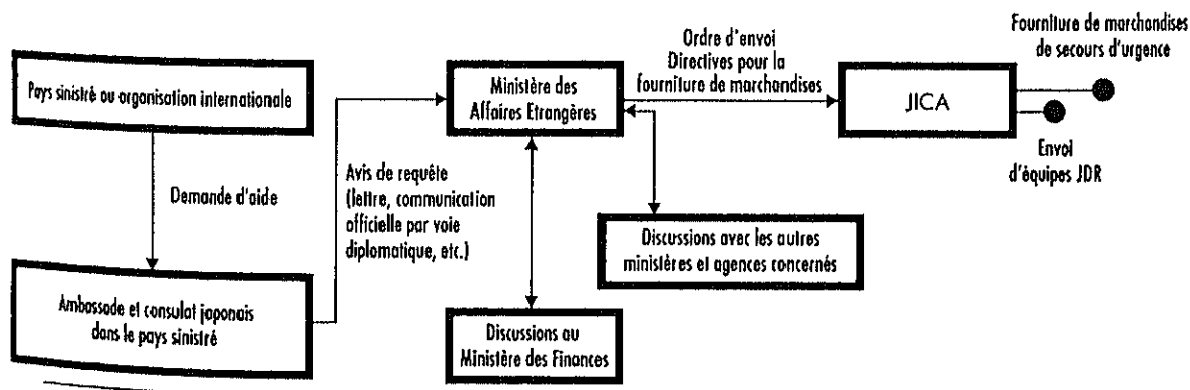 Pays sinistré ou organisation internationale
Demande d'aide
Ambassade et consulat japonais
dans le pays sinistré
Avis de requête
(lettre, communication
officielle par voie
diplomatique, etc.)
Ministère des
Affaires Etrangères
Discussions au
Ministère des Finances
Ordre d'envoi
Directives pour la
fourniture de marchandises
Discussions avec les autres
ministères et agences concernés
JICA
Fourniture de marchandises
de secours d'urgence
Envoi
d'équipes JDR